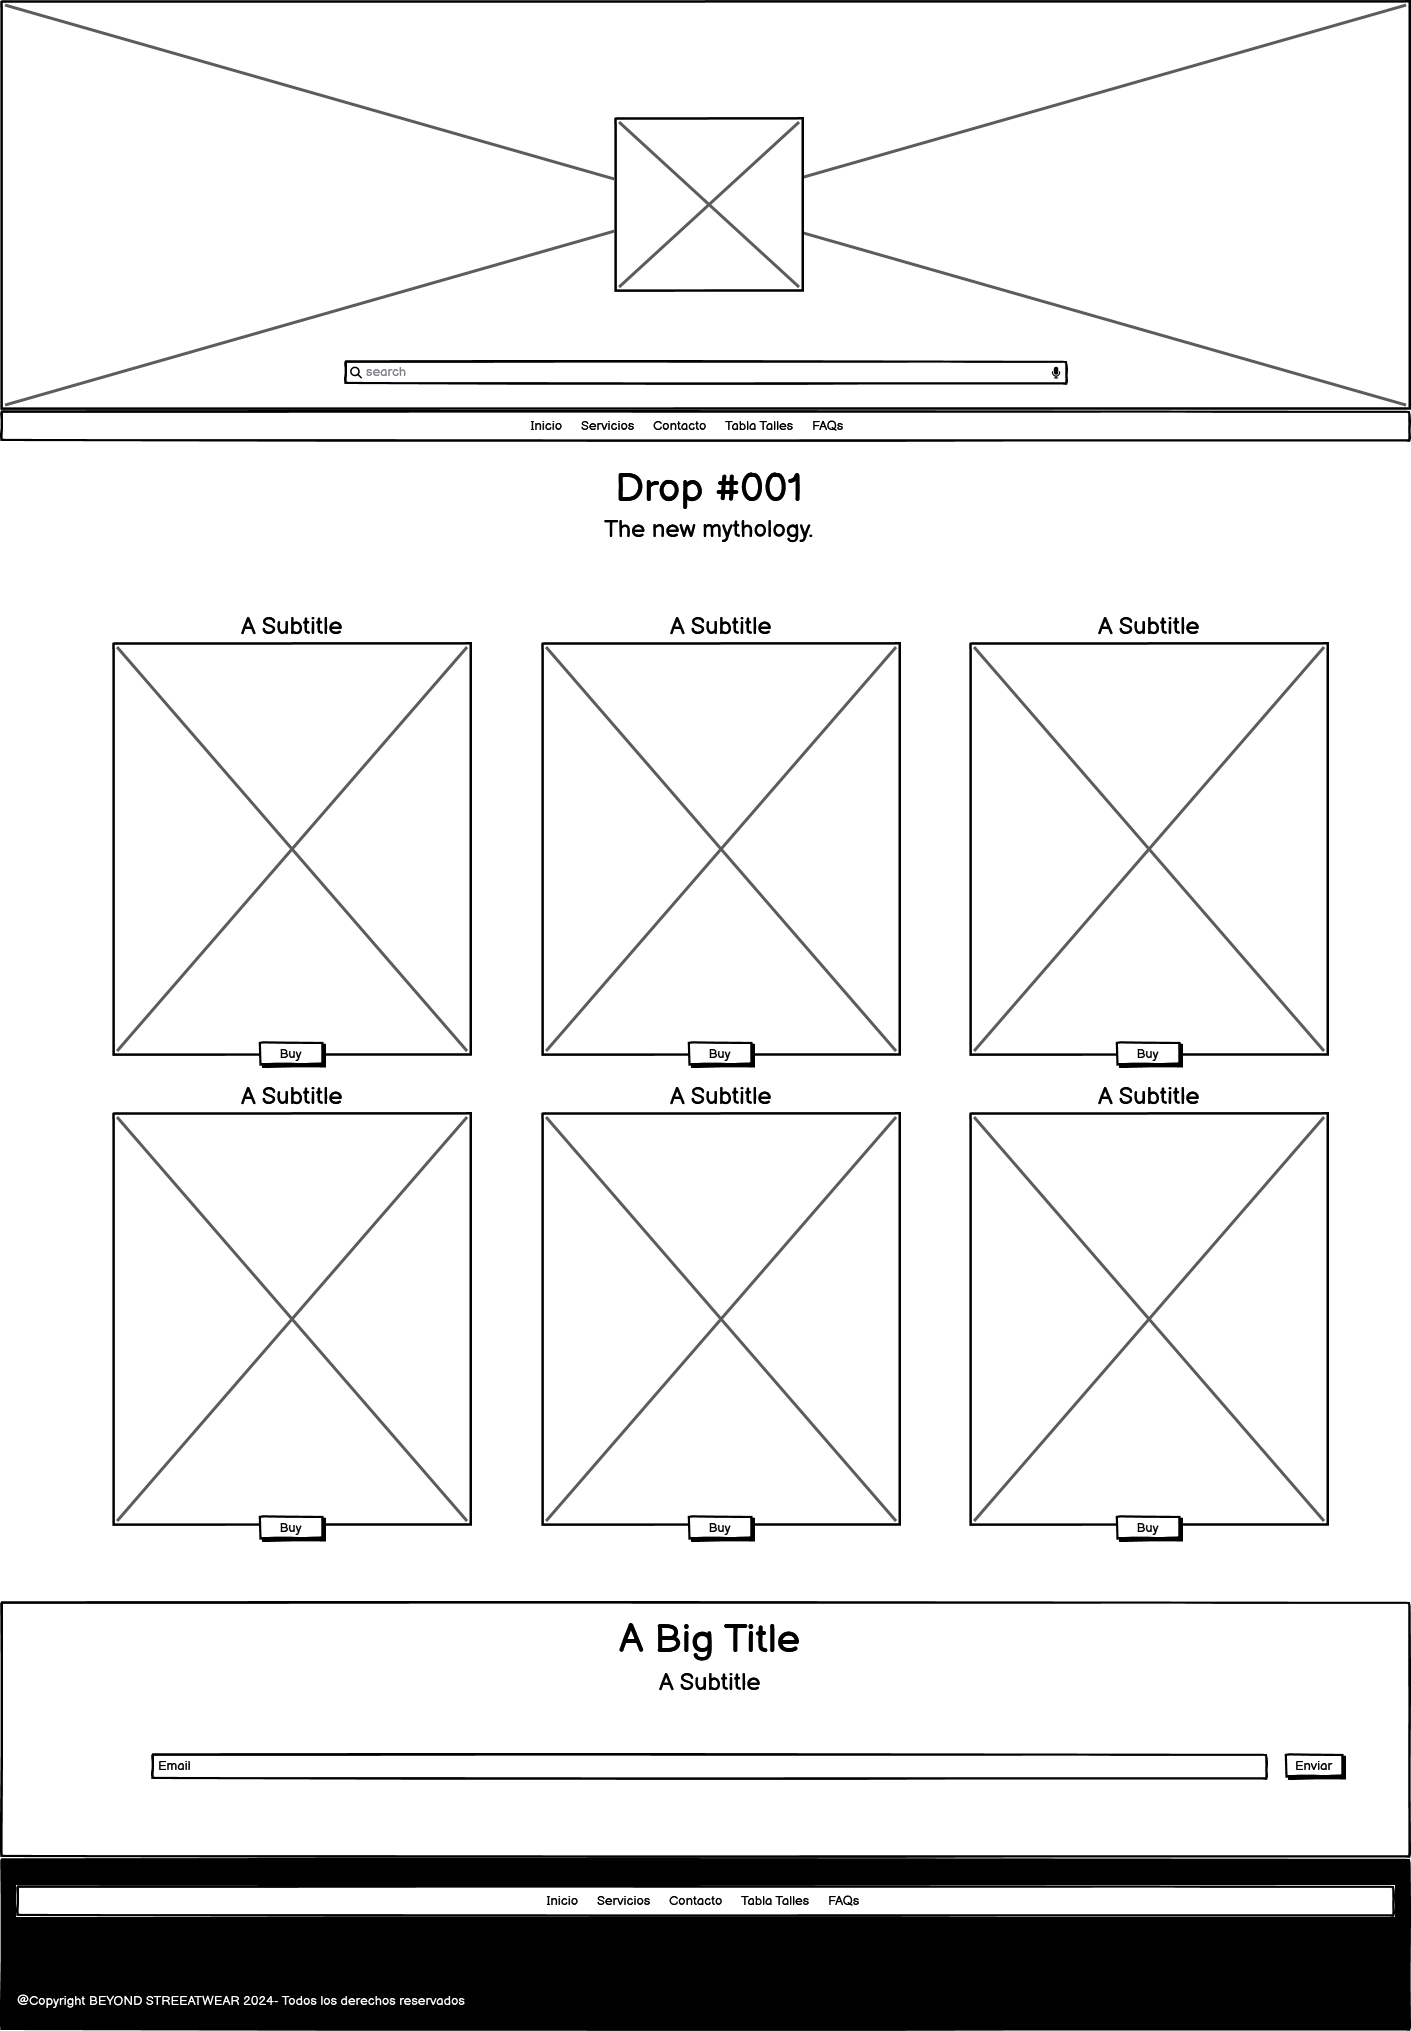 search
Inicio Servicios Contacto Tabla Talles FAQs
Drop #001
The new mythology.
A Subtitle A Subtitle A Subtitle
Buy Buy Buy
A Subtitle A Subtitle A Subtitle
Buy Buy Buy
A Big Title
A Subtitle
Email Enviar
Inicio Servicios Contacto Tabla Talles FAQs
@Copyright BEYOND STREEATWEAR 2024- Todos los derechos reservados